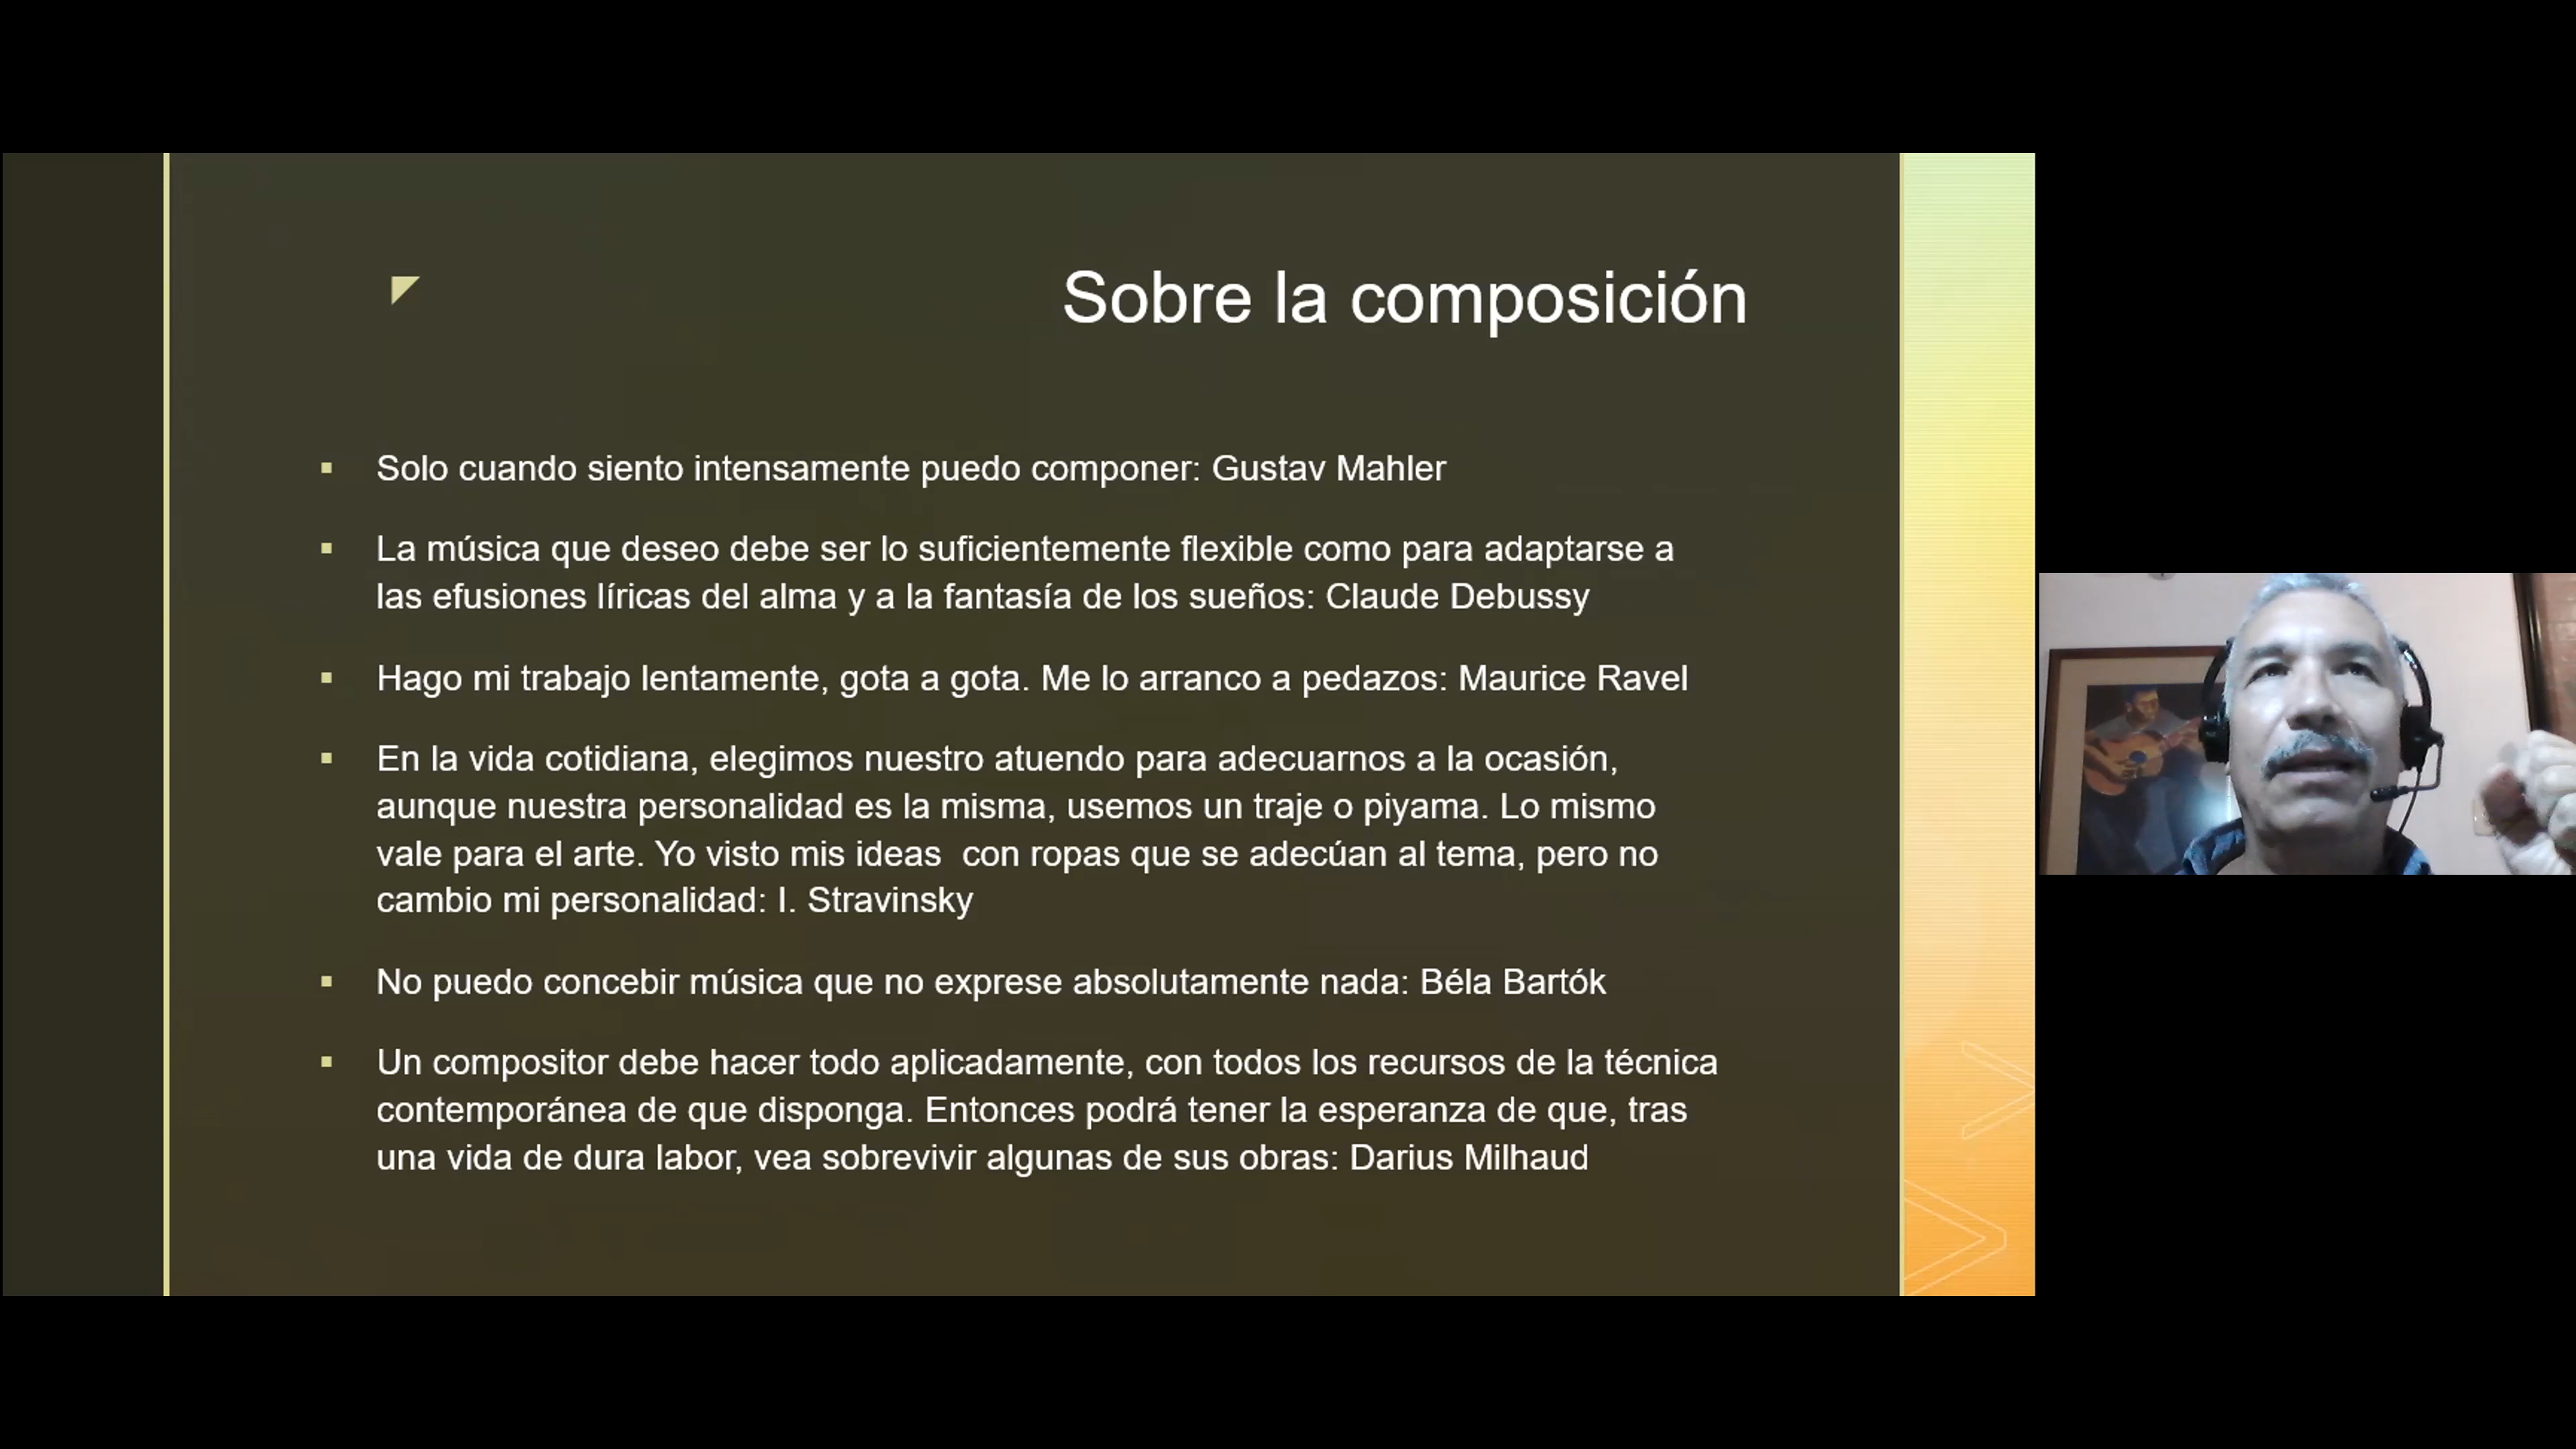 Sobre la composición
Solo cuando siento intensamente puedo componer: Gustav Mahler
La música que deseo debe ser lo suficientemente flexible como para adaptarse a
las efusiones líricas del alma y a la fantasía de los sueños: Claude Debussy
Hago mi trabajo lentamente, gota a gota. Me lo arranco a pedazos: Maurice Ravel
En la vida cotidiana, elegimos nuestro atuendo para adecuarnos a la ocasión,
aunque nuestra personalidad es la misma, usemos un traje o piyama. Lo mismo
vale para el arte. Yo visto mis ideas  con ropas que se adecúan al tema, pero no
cambio mi personalidad: I. Stravinsky
No puedo concebir música que no exprese absolutamente nada: Béla Bartók
Un compositor debe hacer todo aplicadamente, con todos los recursos de la técnica
contemporánea de que disponga. Entonces podrá tener la esperanza de que, tras
una vida de dura labor, vea sobrevivir algunas de sus obras: Darius Milhaud